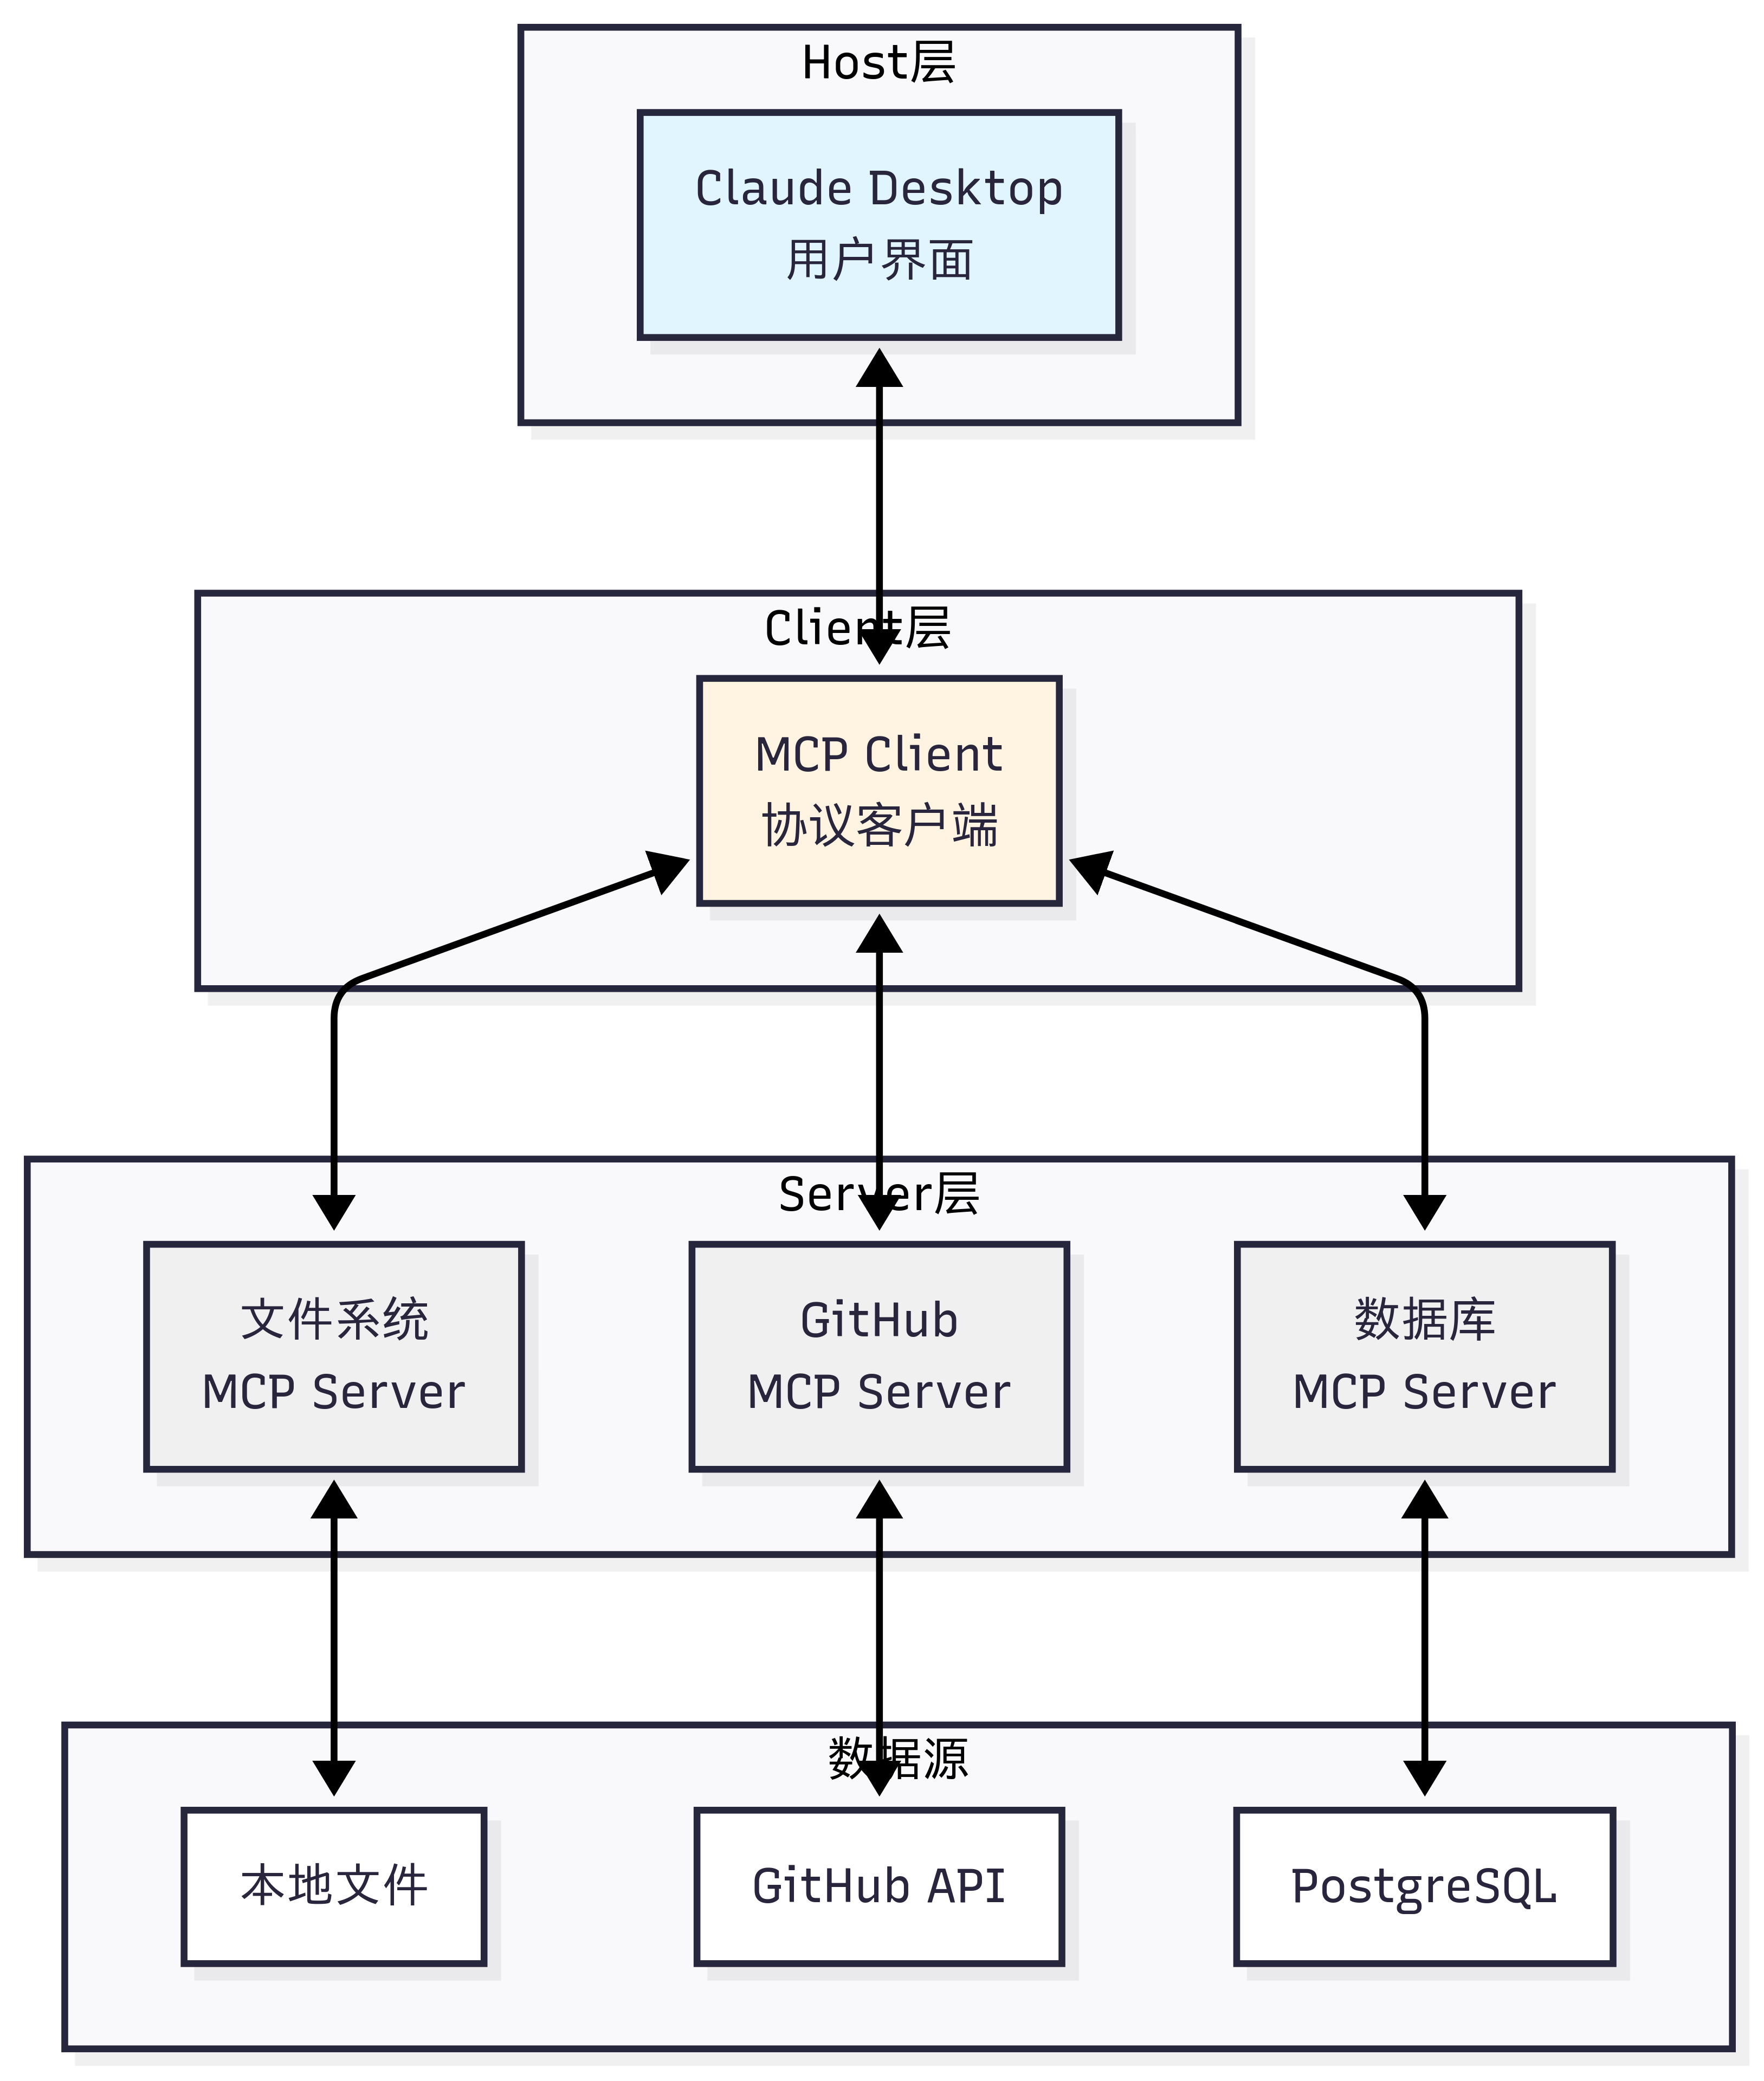 Host层
Claude Desktop
用户界面
Client层
MCP Client
协议客户端
Server层
文件系统
MCP Server
GitHub
MCP Server
数据库
MCP Server
数据源
本地文件
GitHub API
PostgreSQL